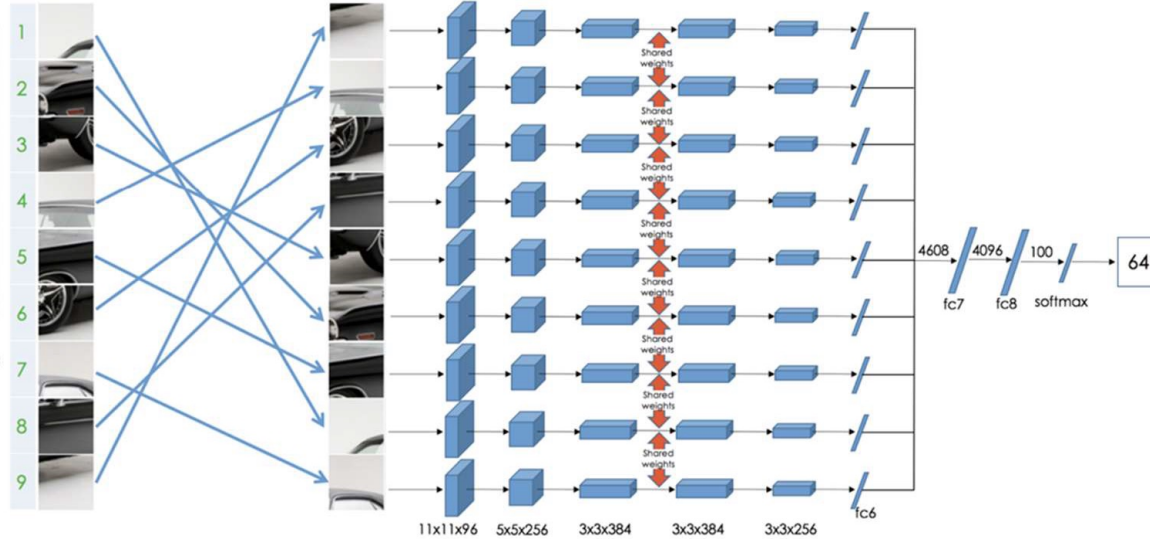 1
2
3
4
5
6
7
8
9
Shared
weights
Shared
weights
Shared
weights
Shared
weights
Shared
weights
Shared
weights
Shared
weights
Shared
weights
11x11x96 5x5x256 3x3x384 3x3x384 3x3x256
fc6
4608 4096 100
fc7 fc8 softmax
64